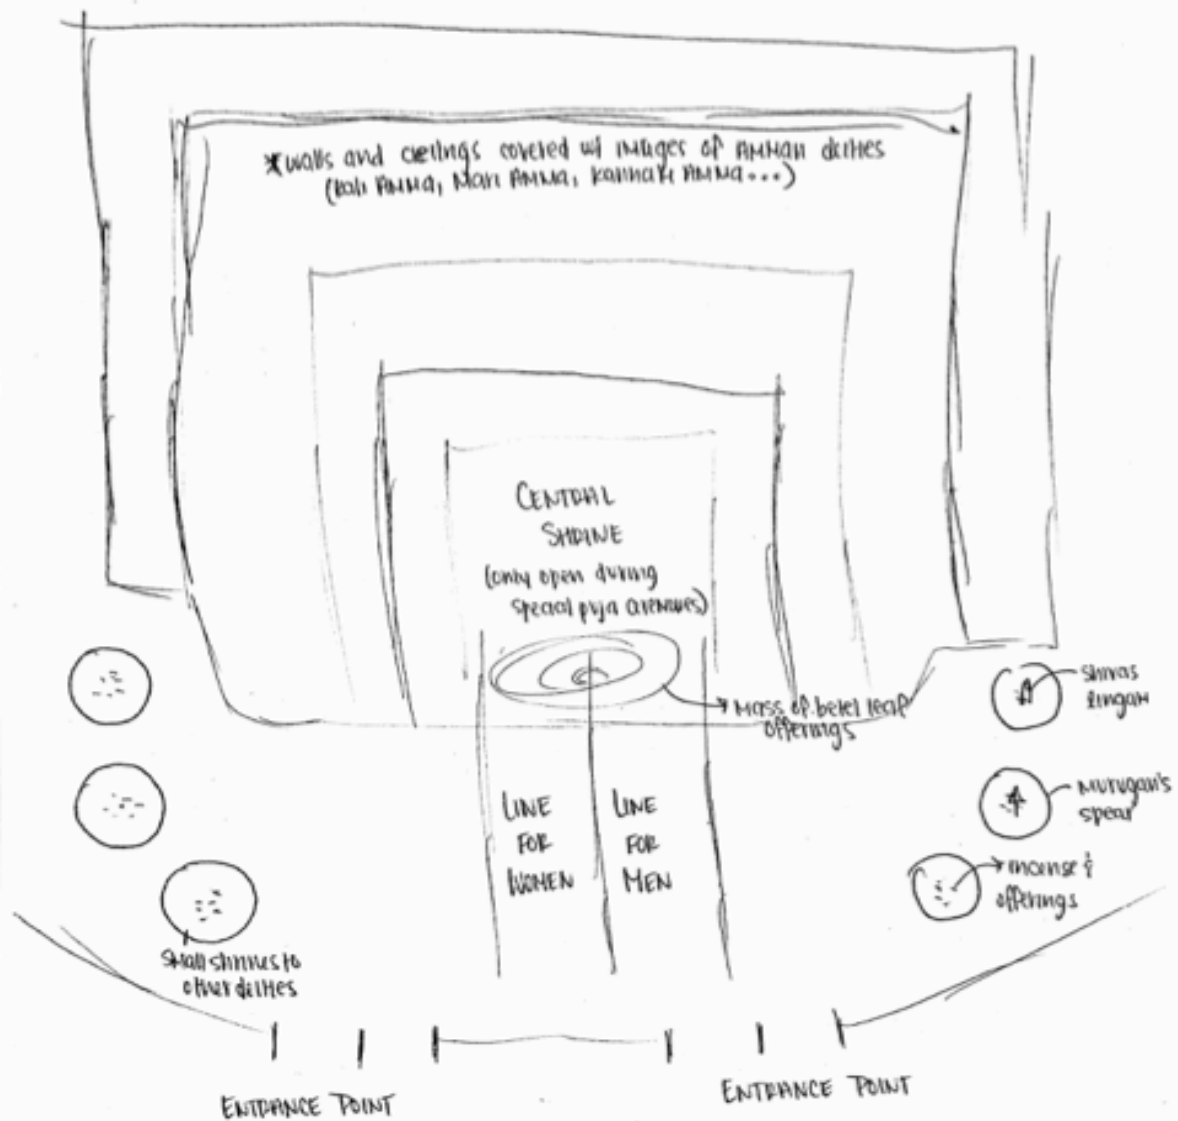 *walls and ceilings covered w/ images of AMMAN deities
(Kali AMMA, Mari AMMA, Kannaki AMMA...)
CENTRAL
SHRINE
(only open during
special puja
Mass of betel leaf
offerings
LINE
FOR
WOMEN
LINE
FOR
MEN
Shivas
lingam
Murugan's
spear
incense &
offerings
Small shrines to
other deities
ENTRANCE POINT
ENTRANCE POINT